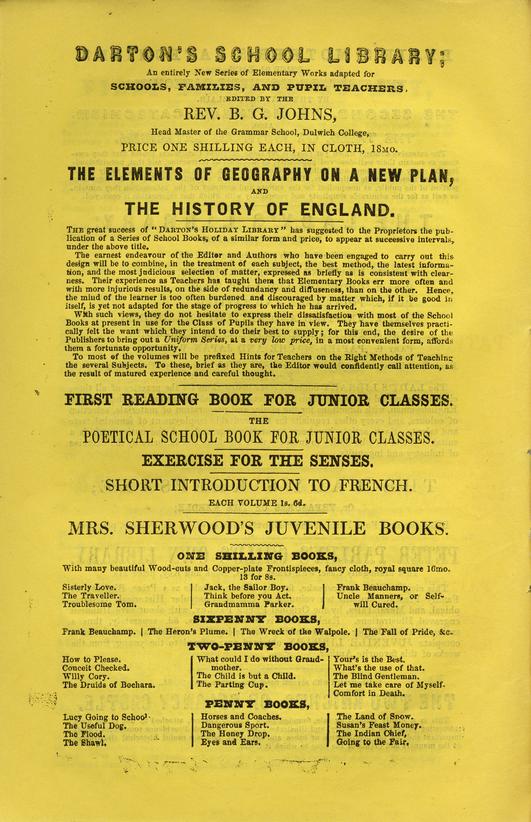 DARTON'S SCHOOL LIBRARY;
An entirely New Series of Elementary Works adapted for
SCHOOLS, FAMILIES, AND PUPIL TEACHERS.
EDITED BY THE
REV. B. G. JOHNS,
Head Master of the Grammar School, Dulwich College,
PRICE ONE SHILLING EACH, IN CLOTH, 18MO.
THE ELEMENTS OF GEOGRAPHY ON A NEW PLAN,
AND
THE HISTORY OF ENGLAND.
THE great success of "DARTON'S HOLIDAY LIBRARY" has suggested to the Proprietors the pub-
lication of a Series of School Books, of a similar form and price, to appear at successive intervals,
under the above title.
The earnest endeavour of the Editor and Authors who have been engaged to carry out this
design will be to combine, in the treatment of each subject, the best method, the latest informa-
tion, and the most judicious selection of matter, expressed as briefly as is consistent with clear-
ness. Their experience as Teachers has taught them that Elementary Books err more often and
with more injurious results, on the side of redundancy and diffuseness, than on the other. Hence,
the mind of the learner is too often burdened and discouraged by matter which, if it be good in
itself, is yet not adapted for the stage of progress to which he has arrived.
With such views, they do not hesitate to express their dissatisfaction with most of the School
Books at present in use for the Class of Pupils they have in view. They have themselves practi-
cally felt the want which they intend to do their best to supply; for this end, the desire of the
Publishers to bring out a Uniform Series, at a very low price, in a most convenient form, affords
them a fortunate opportunity.
To most of the volumes will be prefixed Hints for Teachers on the Right Methods of Teaching
the several Subjects. To these, brief as they are, the Editor would confidently call attention, as
the result of matured experience and careful thought.
FIRST READING BOOK FOR JUNIOR CLASSES.
THE
POETICAL SCHOOL BOOK FOR JUNIOR CLASSES.
EXERCISE FOR THE SENSES.
SHORT INTRODUCTION TO FRENCH.
EACH VOLUME 1s. 6d.
MRS. SHERWOOD'S JUVENILE BOOKS.
ONE SHILLING BOOKS,
With many beautiful Wood-cuts and Copper-plate Frontispieces, fancy cloth, royal square 16mo.
13 for 8s.
Sisterly Love.
The Traveller.
Troublesome Tom.
Jack, the Sailor Boy.
Think before you Act.
Grandmamma Parker.
Frank Beauchamp.
Uncle Manners, or Self-
will Cured.
SIXPENNY BOOKS,
Frank Beauchamp. | The Heron's Plume. | The Wreck of the Walpole. | The Fall of Pride, &c.
TWO-PENNY BOOKS,
How to Please.
Conceit Checked.
Willy Cory.
The Druids of Bochara.
What could I do without Grand-
mother.
The Child is but a Child.
The Parting Cup.
Your's is the Best.
What's the use of that.
The Blind Gentleman.
Let me take care of Myself.
Comfort in Death.
PENNY BOOKS,
Lucy Going to School
The Useful Dog.
The Flood.
The Shawl.
Horses and Coaches.
Dangerous Sport.
The Honey Drop.
Eyes and Ears.
The Land of Snow.
Susan's Feast Money.
The Indian Chief,
Going to the Fair,